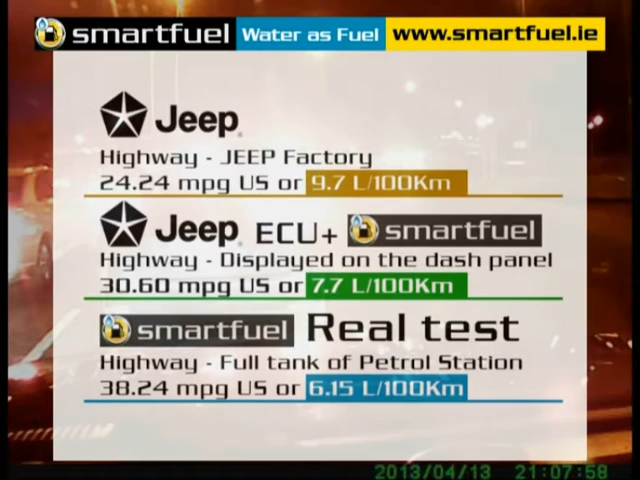 smartfuel Water as Fuel www.smartfuel.ie
Jeep
Highway - JEEP Factory
24.24 mpg US or 9.7 L/100Km
Jeep ECU+ smartfuel
Highway - Displayed on the dash panel
30.60 mpg US or 7.7 L/100Km
smartfuel Real test
Highway - Full tank of Petrol Station
38.24 mpg US or 6.15 L/100Km
2013/04/13 21:07:58